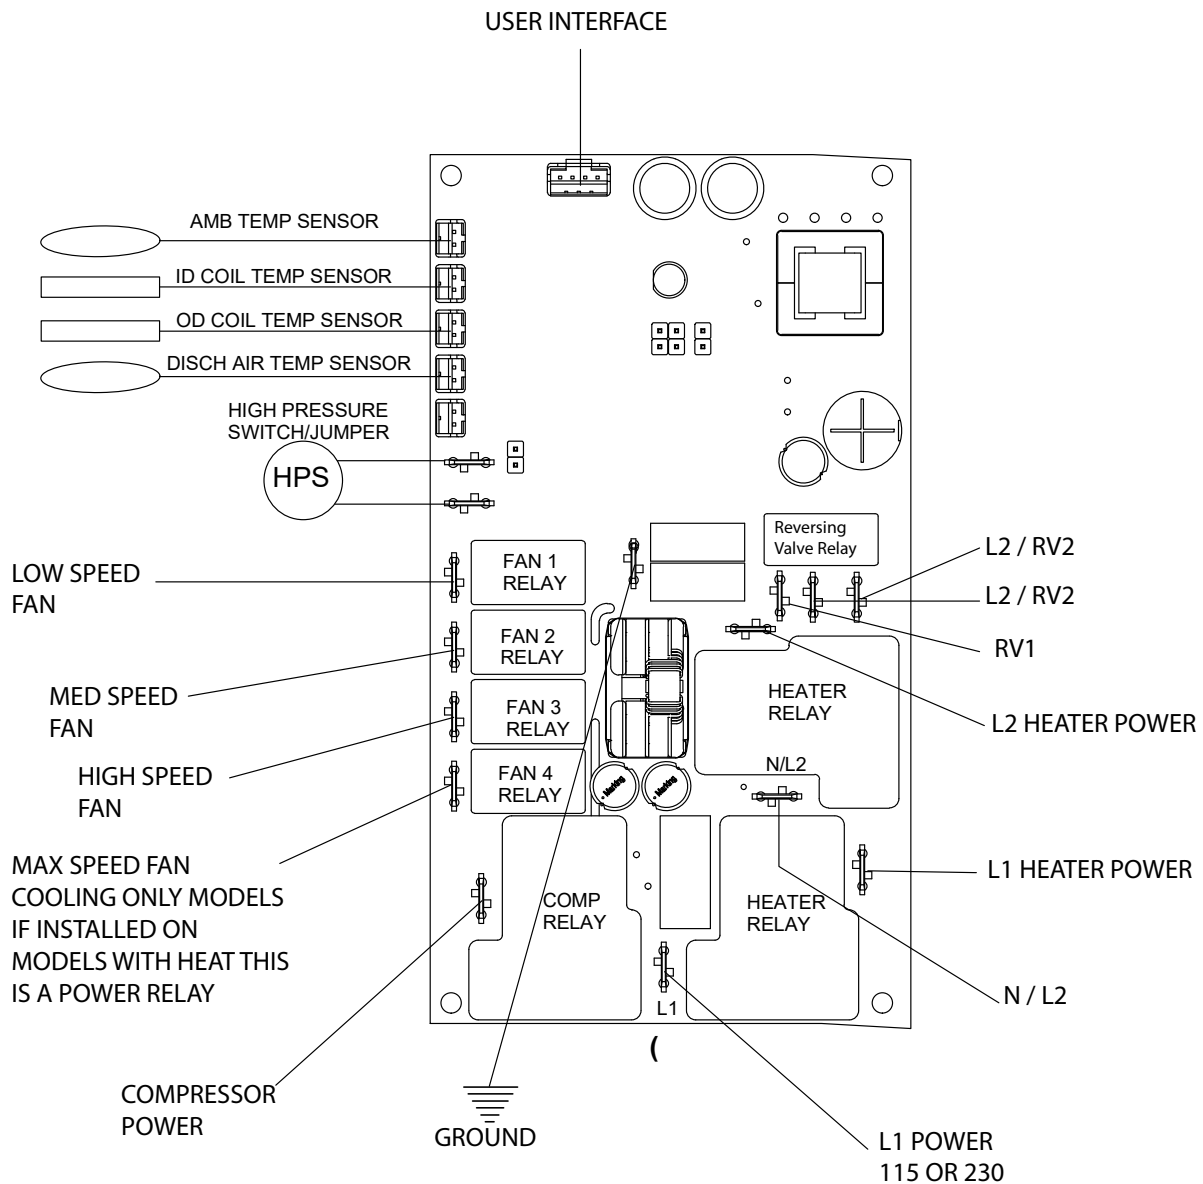 USER INTERFACE
AMB TEMP SENSOR
ID COIL TEMP SENSOR
OD COIL TEMP SENSOR
DISCH AIR TEMP SENSOR
HIGH PRESSURE
SWITCH/JUMPER
HPS
Reversing
Valve Relay
L2 / RV2
L2 / RV2
RV1
L2 HEATER POWER
LOW SPEED
FAN
FAN 1
RELAY
FAN 2
RELAY
MED SPEED
FAN
FAN 3
RELAY
HIGH SPEED
FAN
FAN 4
RELAY
HEATER
RELAY
N/L2
Marking
Marking
MAX SPEED FAN
COOLING ONLY MODELS
IF INSTALLED ON
MODELS WITH HEAT THIS
IS A POWER RELAY
COMP
RELAY
HEATER
RELAY
L1 HEATER POWER
N / L2
L1
(
COMPRESSOR
POWER
GROUND
L1 POWER
115 OR 230